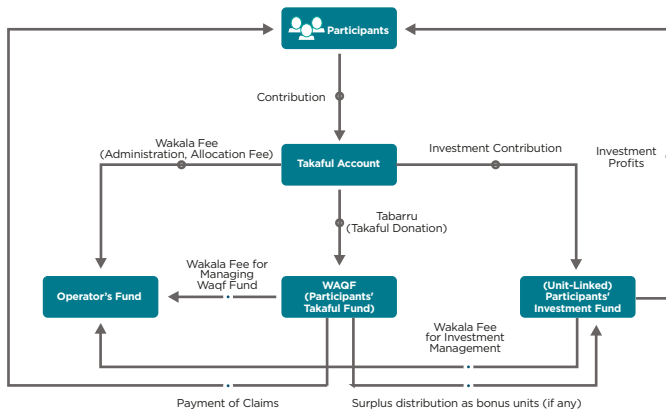 Participants
Contribution
Wakala Fee
(Administration, Allocation Fee)
Takaful Account
Investment Contribution
Investment
Profits
Tabarru
(Takaful Donation)
Wakala Fee for
Managing
Waqf Fund
Operator's Fund
WAQF
(Participants'
Takaful Fund)
(Unit-Linked)
Participants'
Investment Fund
Wakala Fee
for Investment
Management
Payment of Claims
Surplus distribution as bonus units (if any)